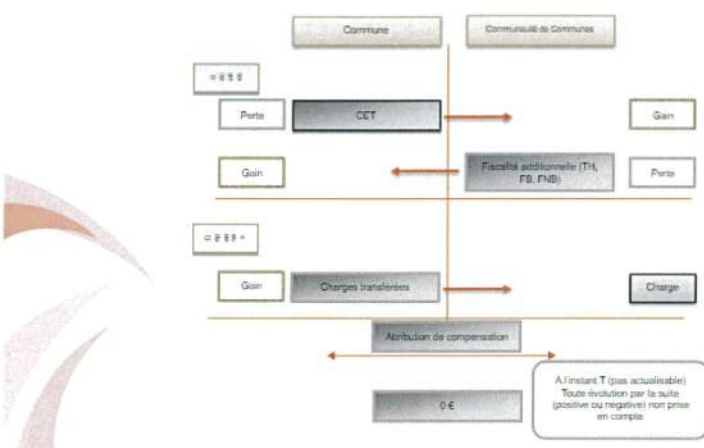 Commune
Communauté de Communes
Perte
CET
Gain
Gain
Fiscalité additionnelle (TH,
FB, FNB)
Perte
Gain
Charges transférées
Charge
Attribution de compensation
0 €
A l'instant T (pas actualisable)
Toute évolution par la suite
(positive ou négative) non prise
en compte